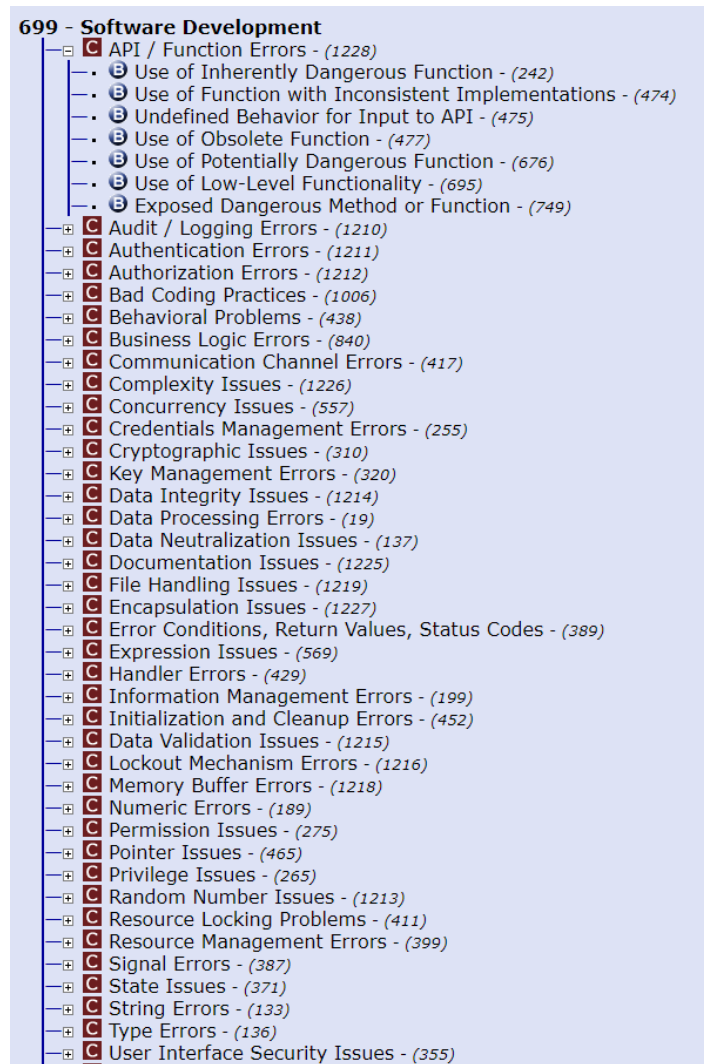 699 - Software Development
C API / Function Errors - (1228)
B Use of Inherently Dangerous Function - (242)
B Use of Function with Inconsistent Implementations - (474)
B Undefined Behavior for Input to API - (475)
B Use of Obsolete Function - (477)
B Use of Potentially Dangerous Function - (676)
B Use of Low-Level Functionality - (695)
B Exposed Dangerous Method or Function - (749)
C Audit / Logging Errors - (1210)
C Authentication Errors - (1211)
C Authorization Errors - (1212)
C Bad Coding Practices - (1006)
C Behavioral Problems - (438)
C Business Logic Errors - (840)
C Communication Channel Errors - (417)
C Complexity Issues - (1226)
C Concurrency Issues - (557)
C Credentials Management Errors - (255)
C Cryptographic Issues - (310)
C Key Management Errors - (320)
C Data Integrity Issues - (1214)
C Data Processing Errors - (19)
C Data Neutralization Issues - (137)
C Documentation Issues - (1225)
C File Handling Issues - (1219)
C Encapsulation Issues - (1227)
C Error Conditions, Return Values, Status Codes - (389)
C Expression Issues - (569)
C Handler Errors - (429)
C Information Management Errors - (199)
C Initialization and Cleanup Errors - (452)
C Data Validation Issues - (1215)
C Lockout Mechanism Errors - (1216)
C Memory Buffer Errors - (1218)
C Numeric Errors - (189)
C Permission Issues - (275)
C Pointer Issues - (465)
C Privilege Issues - (265)
C Random Number Issues - (1213)
C Resource Locking Problems - (411)
C Resource Management Errors - (399)
C Signal Errors - (387)
C State Issues - (371)
C String Errors - (133)
C Type Errors - (136)
C User Interface Security Issues - (355)